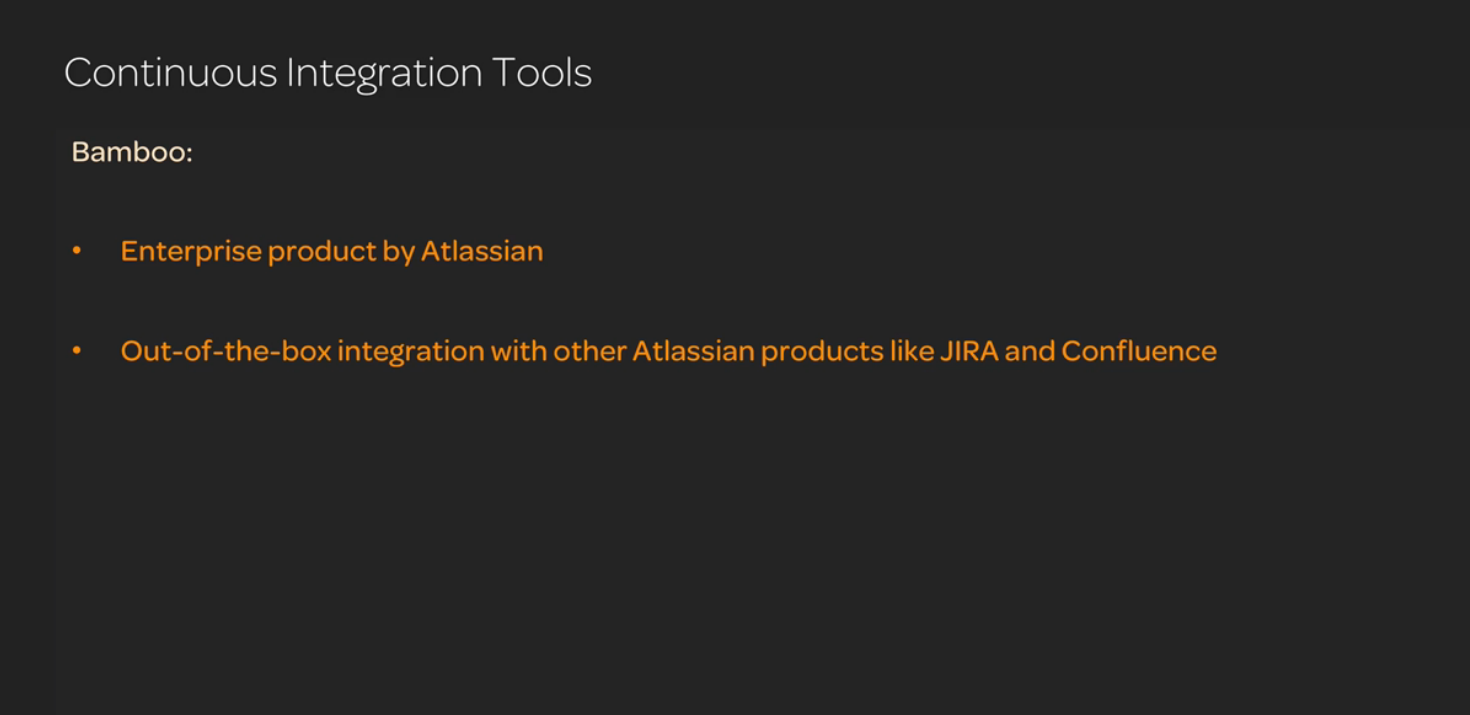 Continuous Integration Tools
Bamboo:
• Enterprise product by Atlassian
• Out-of-the-box integration with other Atlassian products like JIRA and Confluence